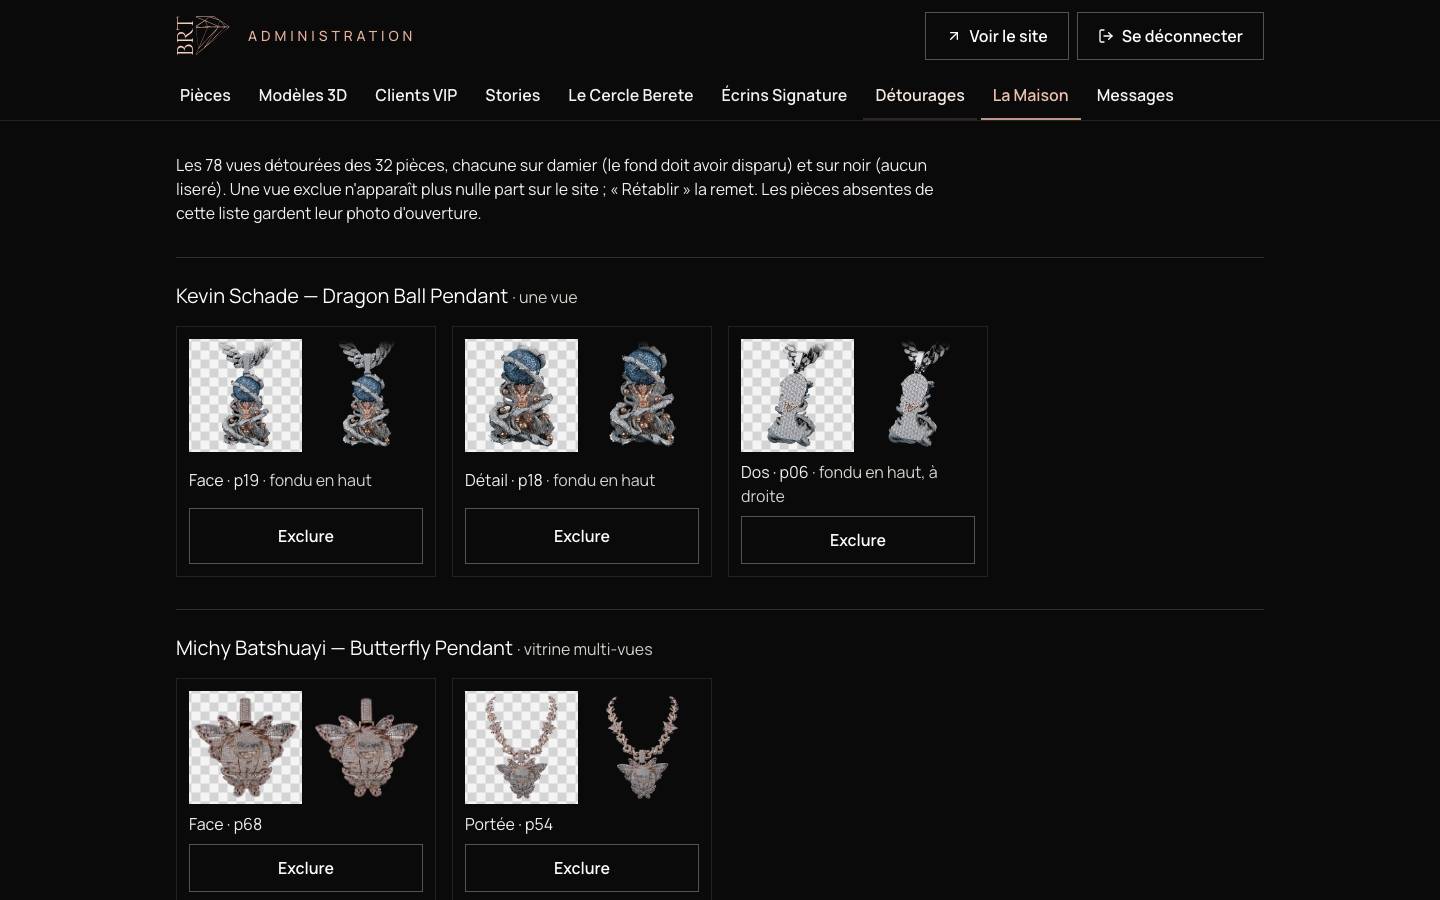 BRT
ADMINISTRATION
Voir le site
Se déconnecter
Pièces
Modèles 3D
Clients VIP
Stories
Le Cercle Berete
Écrins Signature
Détourages
La Maison
Messages
Les 78 vues détourées des 32 pièces, chacune sur damier (le fond doit avoir disparu) et sur noir (aucun
liseré). Une vue exclue n'apparaît plus nulle part sur le site ; « Rétablir » la remet. Les pièces absentes de
cette liste gardent leur photo d'ouverture.
Kevin Schade — Dragon Ball Pendant · une vue
Face · p19 · fondu en haut
Exclure
Détail · p18 · fondu en haut
Exclure
Dos · p06 · fondu en haut, à
droite
Exclure
Michy Batshuayi — Butterfly Pendant · vitrine multi-vues
Face · p68
Exclure
Portée · p54
Exclure